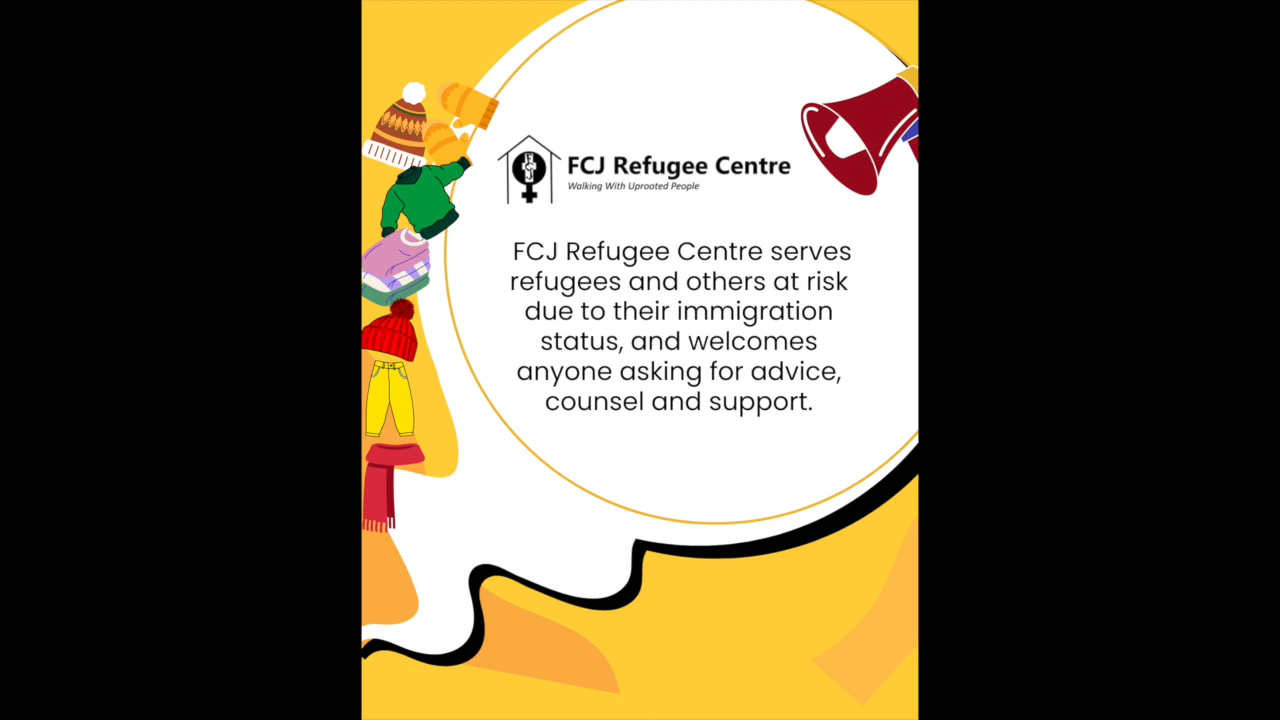 FCJ Refugee Centre
Walking With Uprooted People
FCJ Refugee Centre serves
refugees and others at risk
due to their immigration
status, and welcomes
anyone asking for advice,
counsel and support.